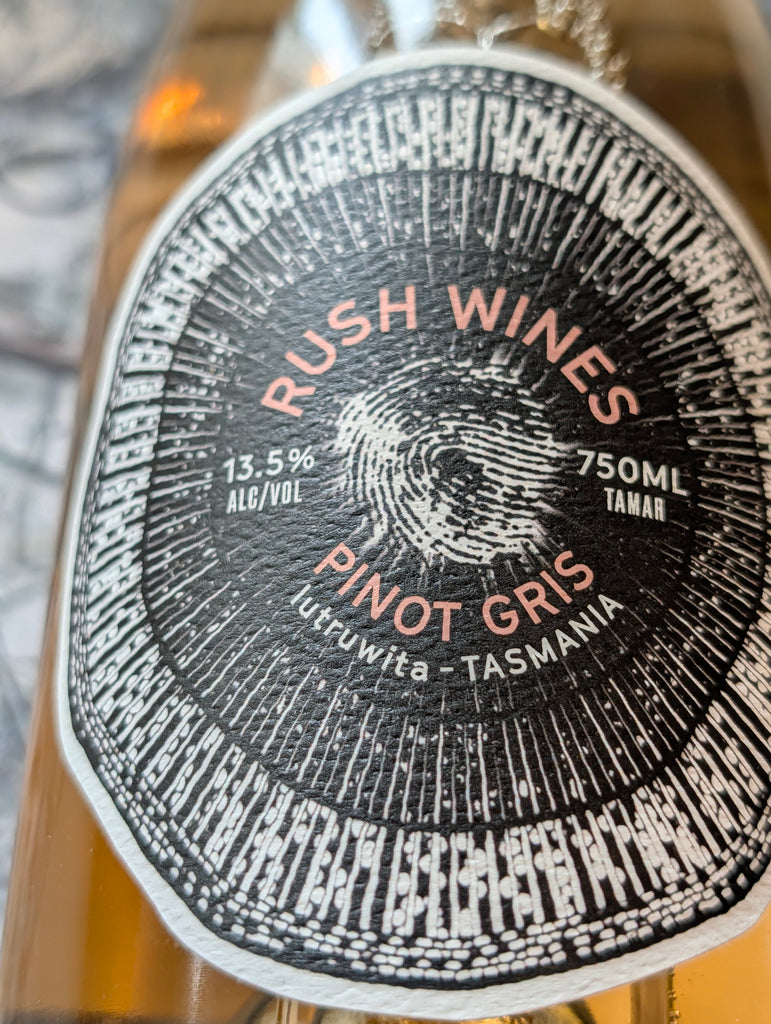 RUSH WINES
13.5%
ALC/VOL
750ML
TAMAR
PINOT GRIS
lutruwita - TASMANIA